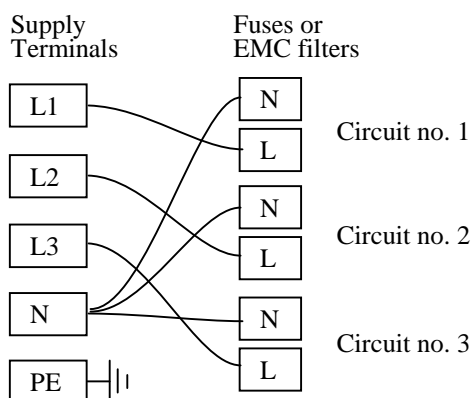 Supply
Terminals
Fuses or
EMC filters
L1
L2
L3
N
PE
N
L
Circuit no. 1
N
L
Circuit no. 2
N
L
Circuit no. 3